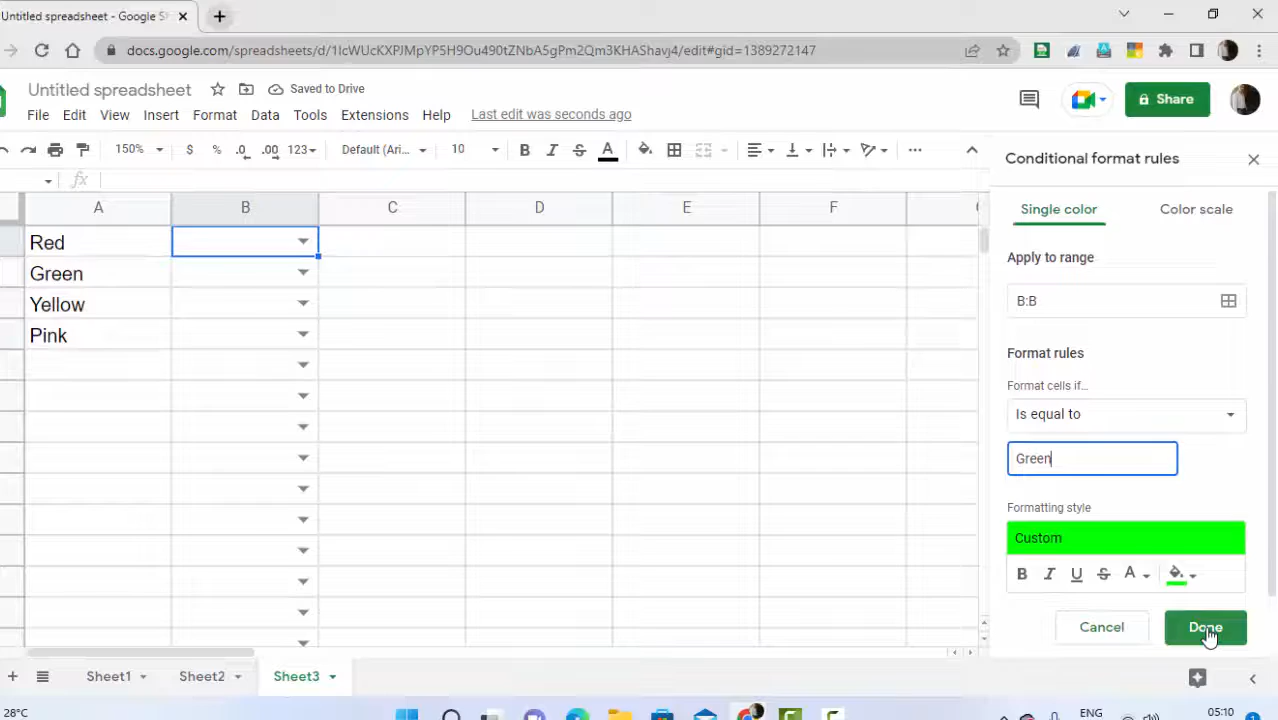 Untitled spreadsheet - Google S
docs.google.com/spreadsheets/d/1IcWUcKXPJMpYP5H9Ou490tZNbA5gPm2Qm3KHAShavj4/edit#gid=1389272147
Untitled spreadsheet
Saved to Drive
File Edit View Insert Format Data Tools Extensions Help Last edit was seconds ago
Share
150% $ % .0 .00 123 Default (Ari... 10 B I S A
fx
Conditional format rules
Single color Color scale
A B C D E F
Red
Green
Yellow
Pink
Apply to range
B:B
Format rules
Format cells if...
Is equal to
Green
Formatting style
Custom
B I U S A
Cancel Done
Sheet1 Sheet2 Sheet3
28°C
ENG
05:10